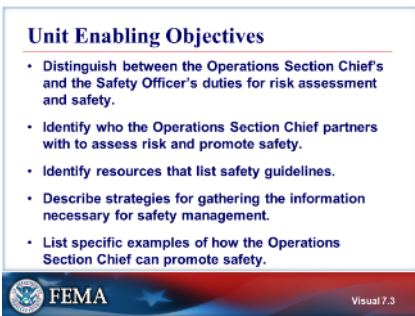 Unit Enabling Objectives
• Distinguish between the Operations Section Chief's
and the Safety Officer's duties for risk assessment
and safety.
• Identify who the Operations Section Chief partners
with to assess risk and promote safety.
• Identify resources that list safety guidelines.
• Describe strategies for gathering the information
necessary for safety management.
• List specific examples of how the Operations
Section Chief can promote safety.
FEMA
Visual 7.3